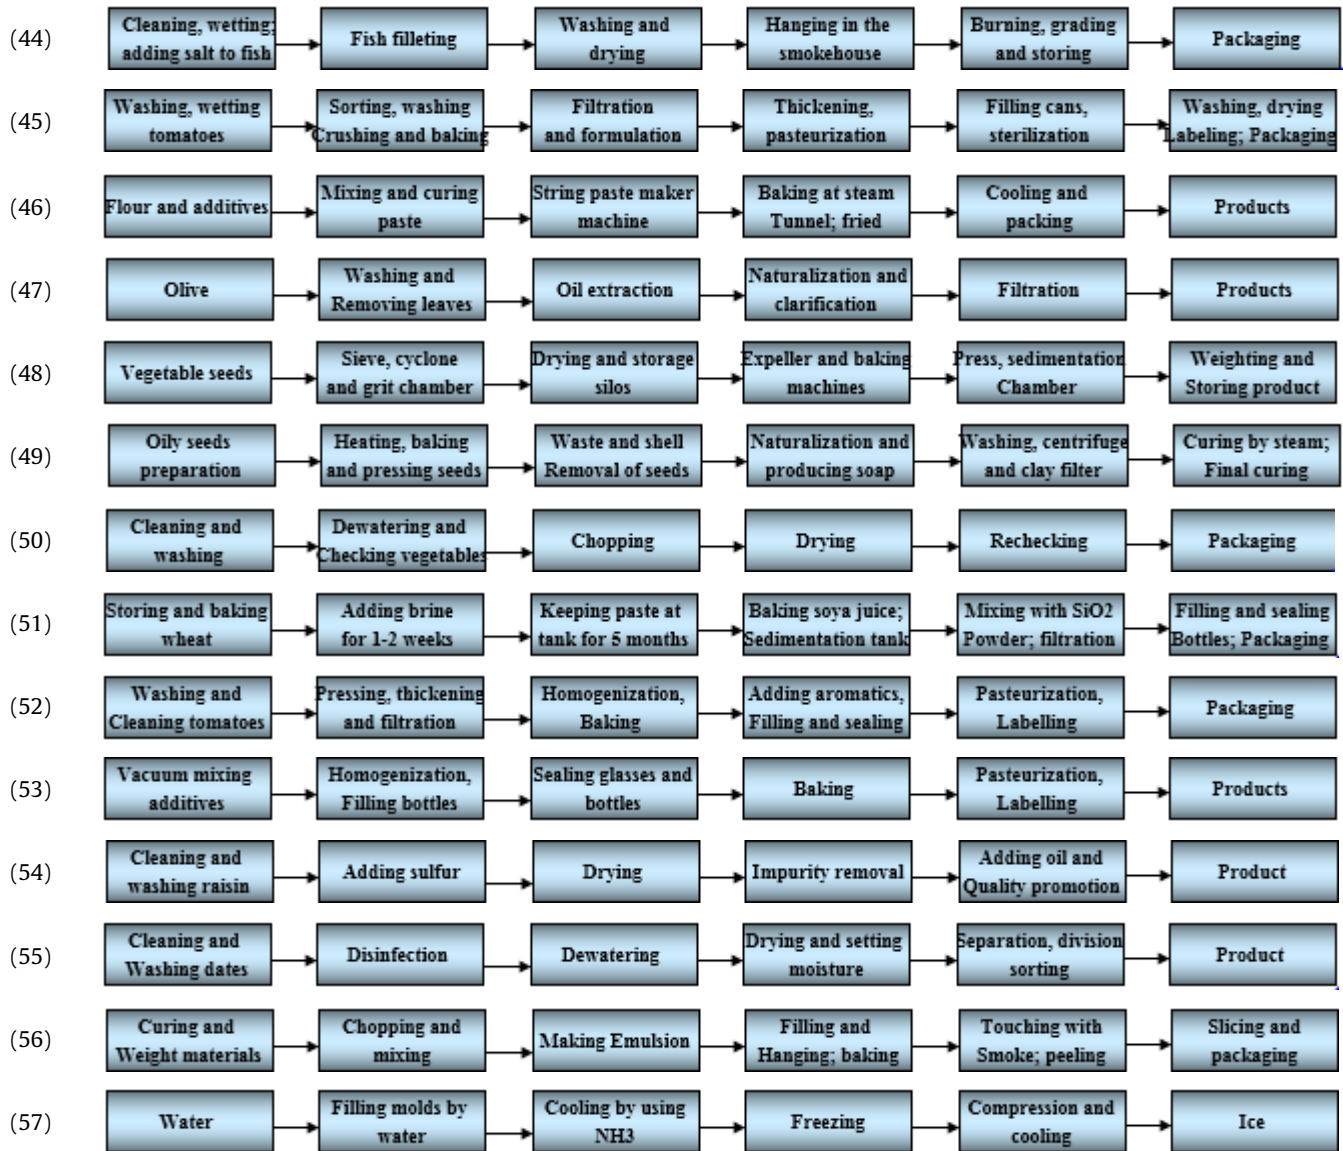 (44)
Cleaning, wetting;
adding salt to fish
Fish filleting
Washing and
drying
Hanging in the
smokehouse
Burning, grading
and storing
Packaging
(45)
Washing, wetting
tomatoes
Sorting, washing
Crushing and baking
Filtration
and formulation
Thickening,
pasteurization
Filling cans,
sterilization
Washing, drying
Labeling; Packaging
(46)
Flour and additives
Mixing and curing
paste
String paste maker
machine
Baking at steam
Tunnel; fried
Cooling and
packing
Products
(47)
Olive
Washing and
Removing leaves
Oil extraction
Naturalization and
clarification
Filtration
Products
(48)
Vegetable seeds
Sieve, cyclone
and grit chamber
Drying and storage
silos
Expeller and baking
machines
Press, sedimentation
Chamber
Weighting and
Storing product
(49)
Oily seeds
preparation
Heating, baking
and pressing seeds
Waste and shell
Removal of seeds
Naturalization and
producing soap
Washing, centrifuge
and clay filter
Curing by steam;
Final curing
(50)
Cleaning and
washing
Dewatering and
Checking vegetables
Chopping
Drying
Rechecking
Packaging
(51)
Storing and baking
wheat
Adding brine
for 1-2 weeks
Keeping paste at
tank for 5 months
Baking soya juice;
Sedimentation tank
Mixing with SiO2
Powder; filtration
Filling and sealing
Bottles; Packaging
(52)
Washing and
Cleaning tomatoes
Pressing, thickening
and filtration
Homogenization,
Baking
Adding aromatics,
Filling and sealing
Pasteurization,
Labelling
Packaging
(53)
Vacuum mixing
additives
Homogenization,
Filling bottles
Sealing glasses and
bottles
Baking
Pasteurization,
Labelling
Products
(54)
Cleaning and
washing raisin
Adding sulfur
Drying
Impurity removal
Adding oil and
Quality promotion
Product
(55)
Cleaning and
Washing dates
Disinfection
Dewatering
Drying and setting
moisture
Separation, division
sorting
Product
(56)
Curing and
Weight materials
Chopping and
mixing
Making Emulsion
Filling and
Hanging; baking
Touching with
Smoke; peeling
Slicing and
packaging
(57)
Water
Filling molds by
water
Cooling by using
NH3
Freezing
Compression and
cooling
Ice